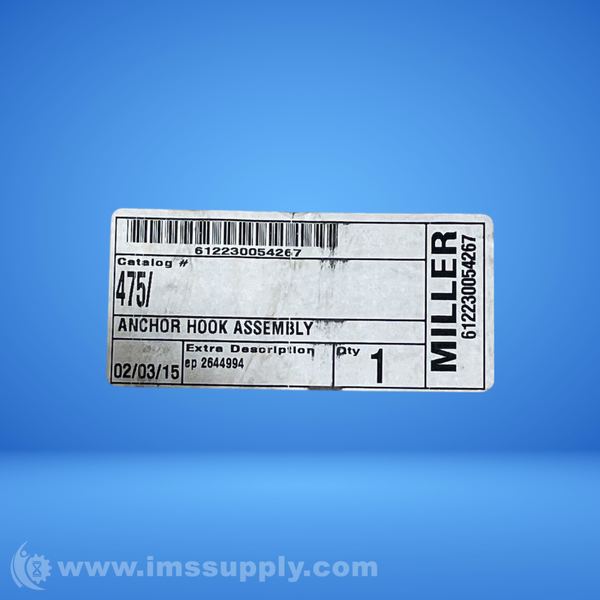 612230054267
Catalog #
475/
ANCHOR HOOK ASSEMBLY
02/03/15
Extra Description
ep 2644994
Qty
1
MILLER
612230054267
www.imssupply.com